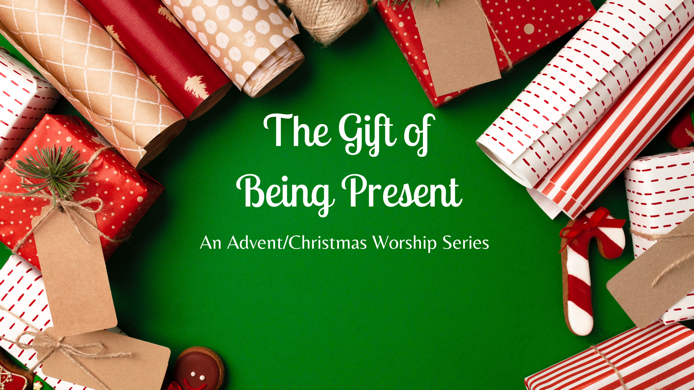 The Gift of
Being Present
An Advent/Christmas Worship Series